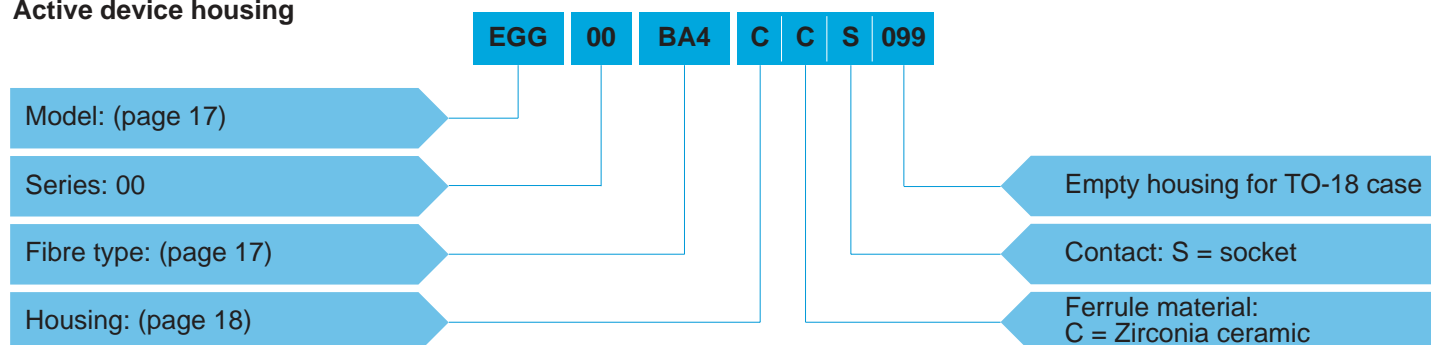 Active device housing
EGG 00 BA4 C C S 099
Model: (page 17)
Series: 00
Fibre type: (page 17)
Housing: (page 18)
Empty housing for TO-18 case
Contact: S = socket
Ferrule material:
C = Zirconia ceramic